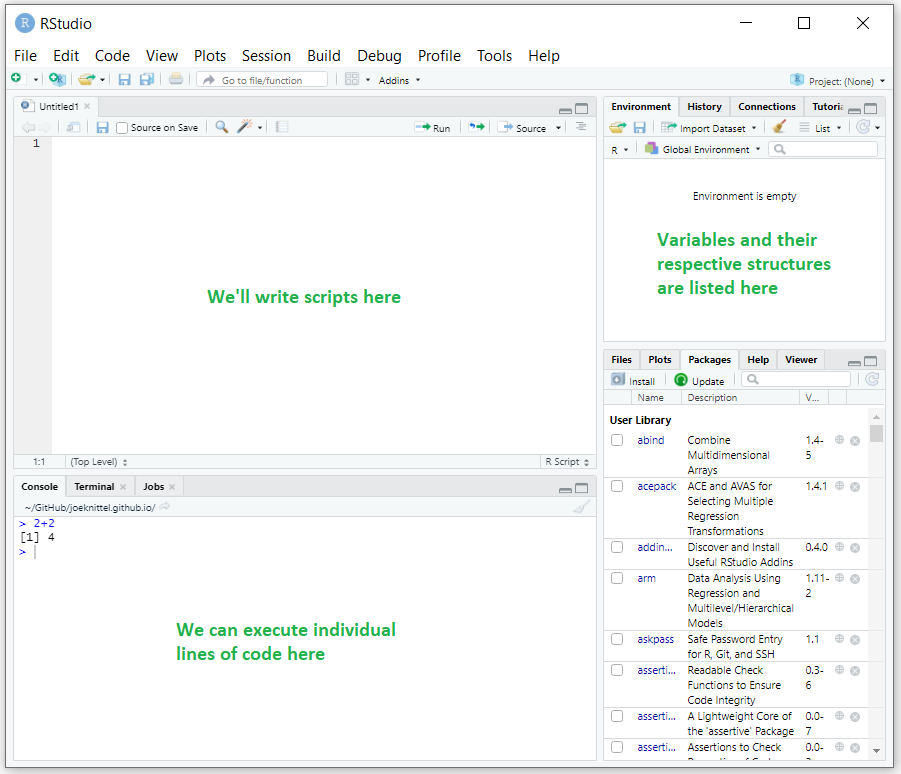 RStudio
File Edit Code View Plots Session Build Debug Profile Tools Help
Go to file/function Addins Project: (None)
Untitled1
Source on Save Run Source
1
We'll write scripts here
1:1 (Top Level) R Script
Console Terminal Jobs
~/GitHub/joeknittel.github.io/
> 2+2
[1] 4
>
We can execute individual
lines of code here
Environment History Connections Tutori
Import Dataset List
R Global Environment
Environment is empty
Variables and their
respective structures
are listed here
Files Plots Packages Help Viewer
Install Update
Name Description V...
User Library
abind Combine 1.4-
Multidimensional 5
Arrays
acepack ACE and AVAS for 1.4.1
Selecting Multiple
Regression
Transformations
addin... Discover and Install 0.4.0
Useful RStudio Addins
arm Data Analysis Using 1.11-
Regression and 2
Multilevel/Hierarchical
Models
askpass Safe Password Entry 1.1
for R, Git, and SSH
asserti... Readable Check 0.3-
Functions to Ensure 6
Code Integrity
asserti... A Lightweight Core of 0.0-
the 'assertive' Package 7
asserti... Assertions to Check 0.0-